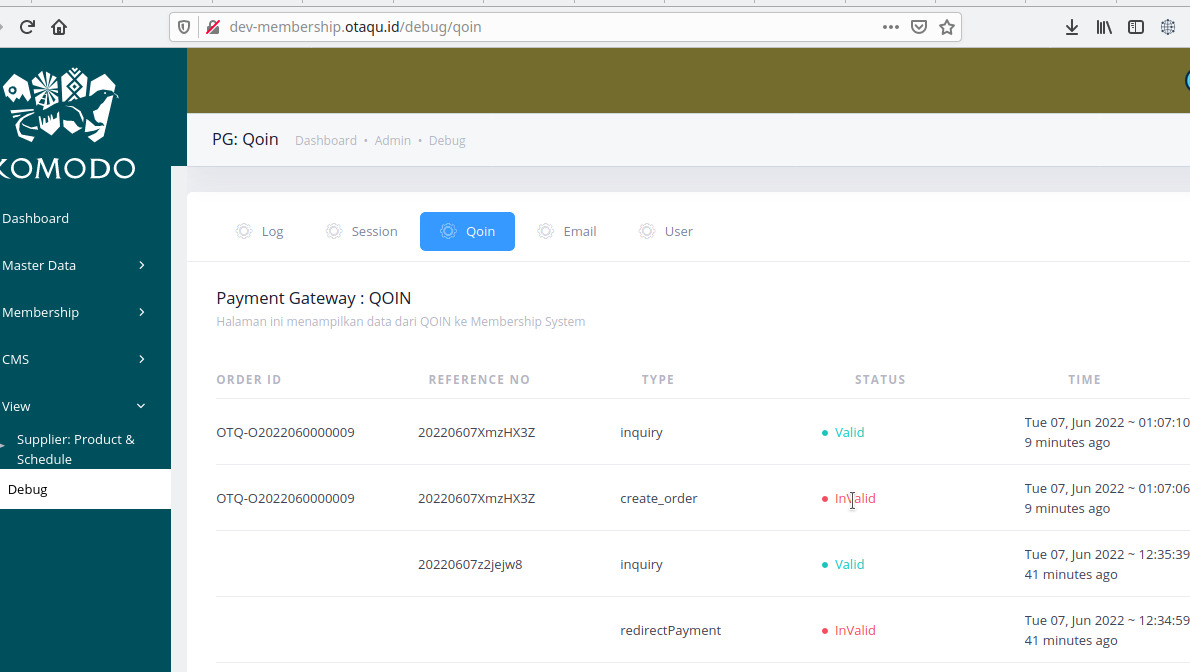 dev-membership.otaqu.id/debug/qoin
KOMODO
PG: Qoin Dashboard • Admin • Debug
Dashboard
Master Data
Membership
CMS
View
Supplier: Product &
Schedule
Debug
Log Session Qoin Email User
Payment Gateway : QOIN
Halaman ini menampilkan data dari QOIN ke Membership System
ORDER ID REFERENCE NO TYPE STATUS TIME
OTQ-O2022060000009 20220607XmzHX3Z inquiry Valid Tue 07, Jun 2022 ~ 01:07:10
9 minutes ago
OTQ-O2022060000009 20220607XmzHX3Z create_order InValid Tue 07, Jun 2022 ~ 01:07:06
9 minutes ago
20220607z2jejw8 inquiry Valid Tue 07, Jun 2022 ~ 12:35:39
41 minutes ago
redirectPayment InValid Tue 07, Jun 2022 ~ 12:34:59
41 minutes ago